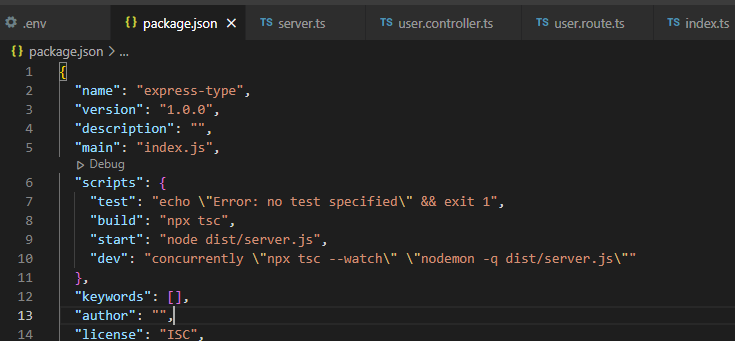 .env {} package.json × TS server.ts TS user.controller.ts TS user.route.ts TS index.ts
{} package.json > ...
1 {
2 "name": "express-type",
3 "version": "1.0.0",
4 "description": "",
5 "main": "index.js",
Debug
6 "scripts": {
7 "test": "echo \"Error: no test specified\" && exit 1",
8 "build": "npx tsc",
9 "start": "node dist/server.js",
10 "dev": "concurrently \"npx tsc --watch\" \"nodemon -q dist/server.js\""
11 },
12 "keywords": [],
13 "author": "",
14 "license": "ISC",